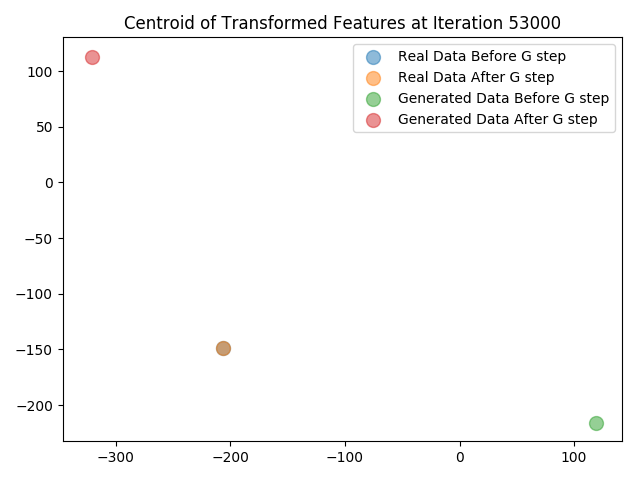 Centroid of Transformed Features at Iteration 53000
Real Data Before G step
Real Data After G step
Generated Data Before G step
Generated Data After G step
100
50
0
−50
−100
−150
−200
−300 −200 −100 0 100